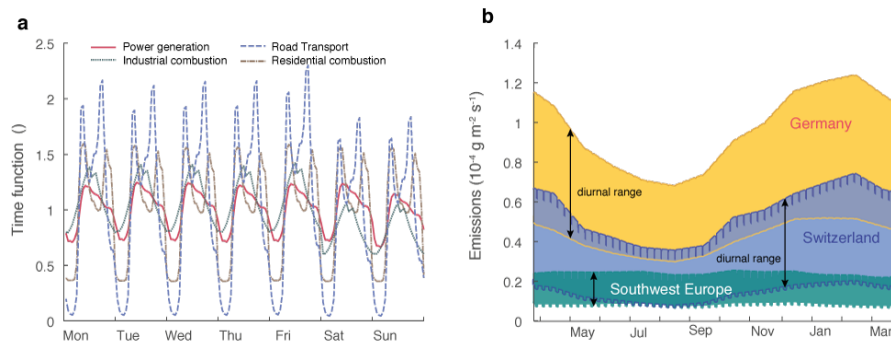 a
Time function ()
2.5
2
1.5
1
0.5
0
Power generation
Industrial combustion
Road Transport
Residential combustion
Mon Tue Wed Thu Fri Sat Sun
b
Emissions (10⁻⁴ g m⁻² s⁻¹)
1.4
1.2
1
0.8
0.6
0.4
0.2
0
Germany
diurnal range
Switzerland
diurnal range
Southwest Europe
May Jul Sep Nov Jan Mar